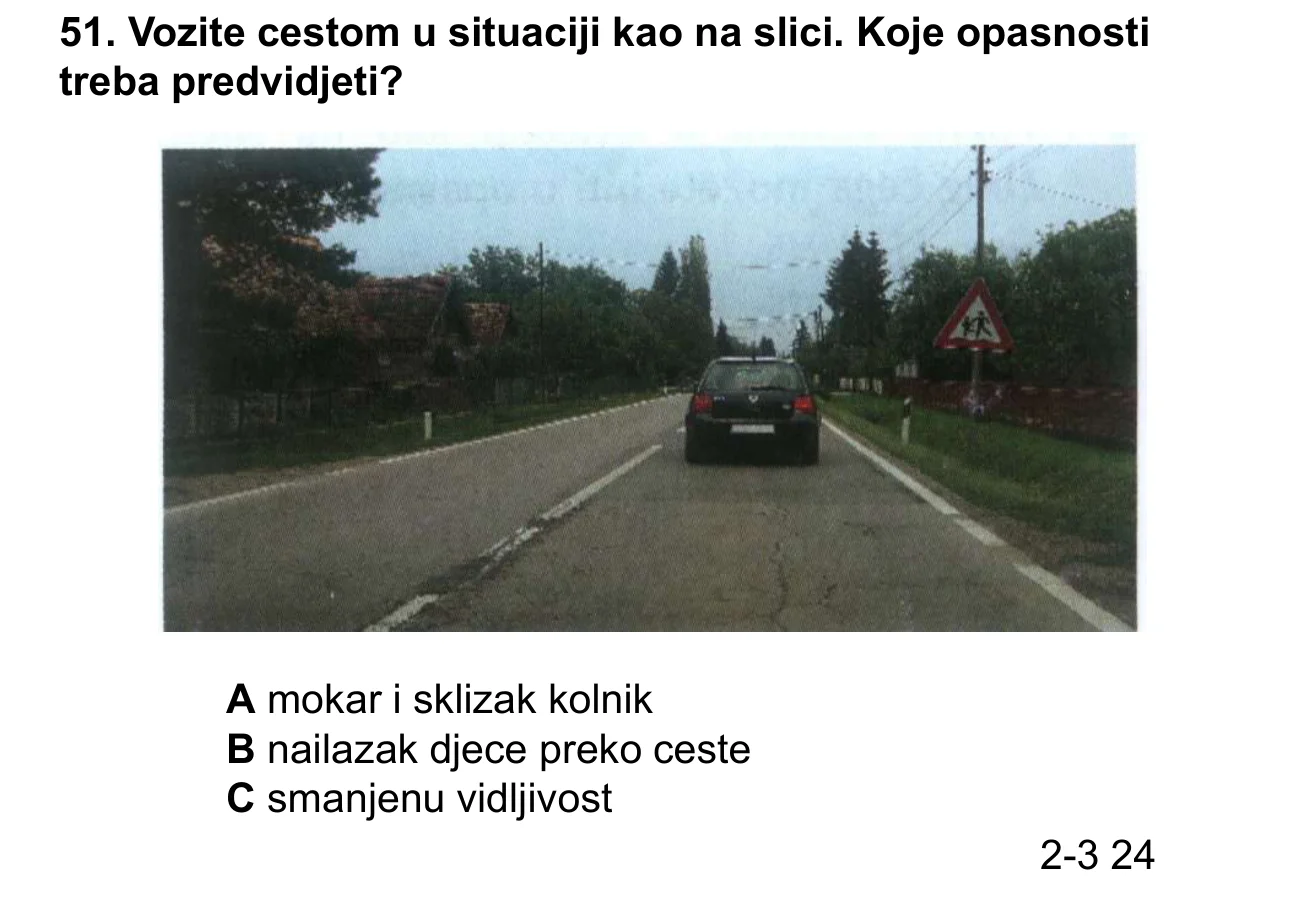 51. Vozite cestom u situaciji kao na slici. Koje opasnosti
treba predvidjeti?
A mokar i sklizak kolnik
B nailazak djece preko ceste
C smanjenu vidljivost
2-3 24